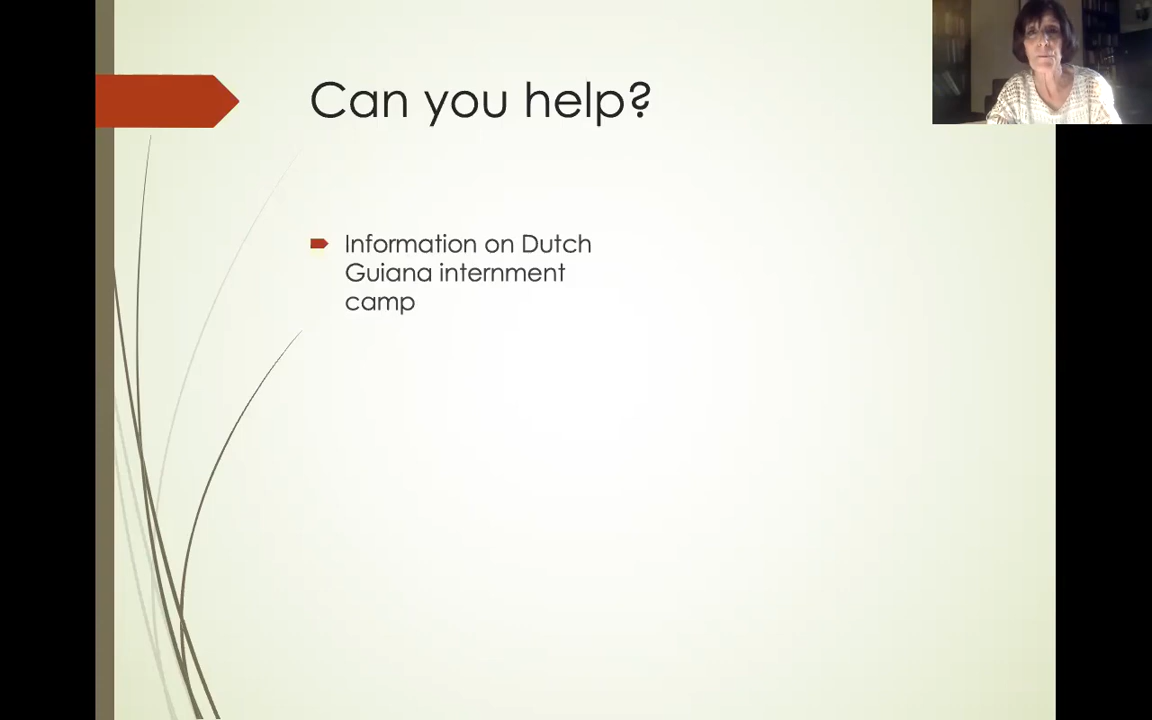 Can you help?
Information on Dutch
Guiana internment
camp